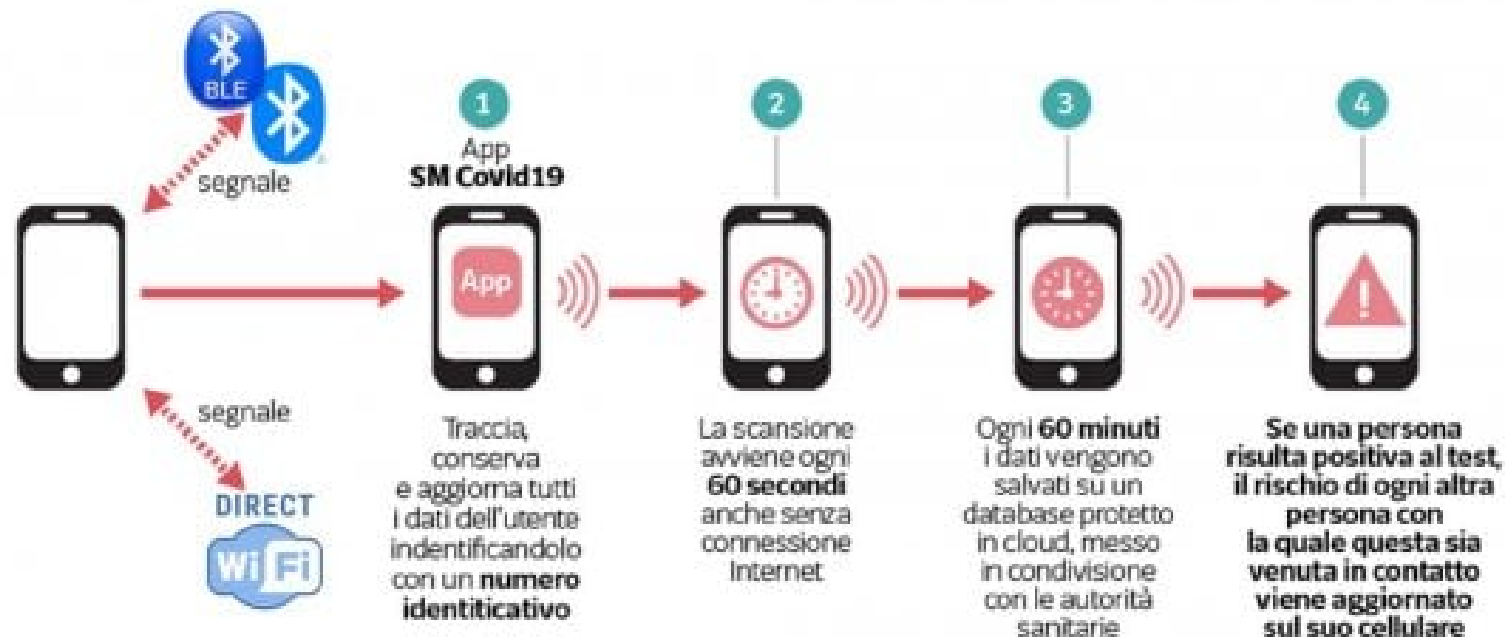 BLE
segnale
1
App
SM Covid19
App
Traccia,
conserva
e aggiorna tutti
i dati dell'utente
indentificandolo
con un numero
identiticativo
2
La scansione
avviene ogni
60 secondi
anche senza
connessione
Internet
3
Ogni 60 minuti
i dati vengono
salvati su un
database protetto
in cloud, messo
in condivisione
con le autorità
sanitarie
4
!
Se una persona
risulta positiva al test,
il rischio di ogni altra
persona con
la quale questa sia
venuta in contatto
viene aggiornato
sul suo cellulare
segnale
DIRECT
Wi Fi